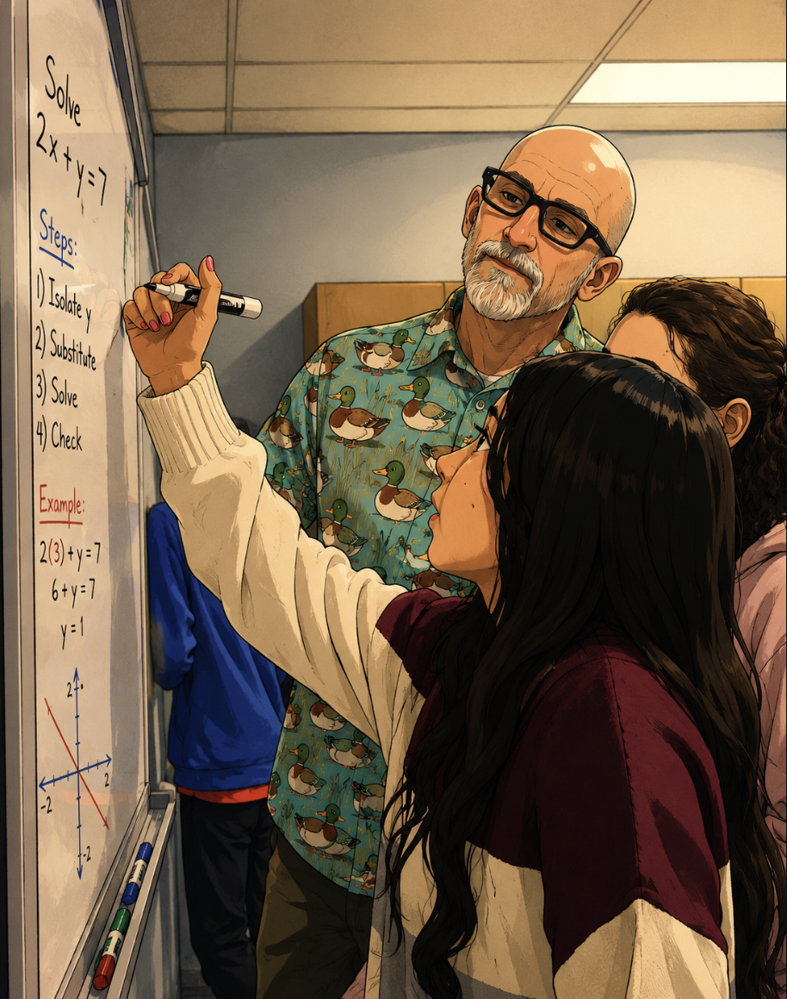 Solve
2x + y = 7
Steps:
1) Isolate y
2) Substitute
3) Solve
4) Check
Example:
2(3) + y = 7
6 + y = 7
y = 1
2
-2
2
-2